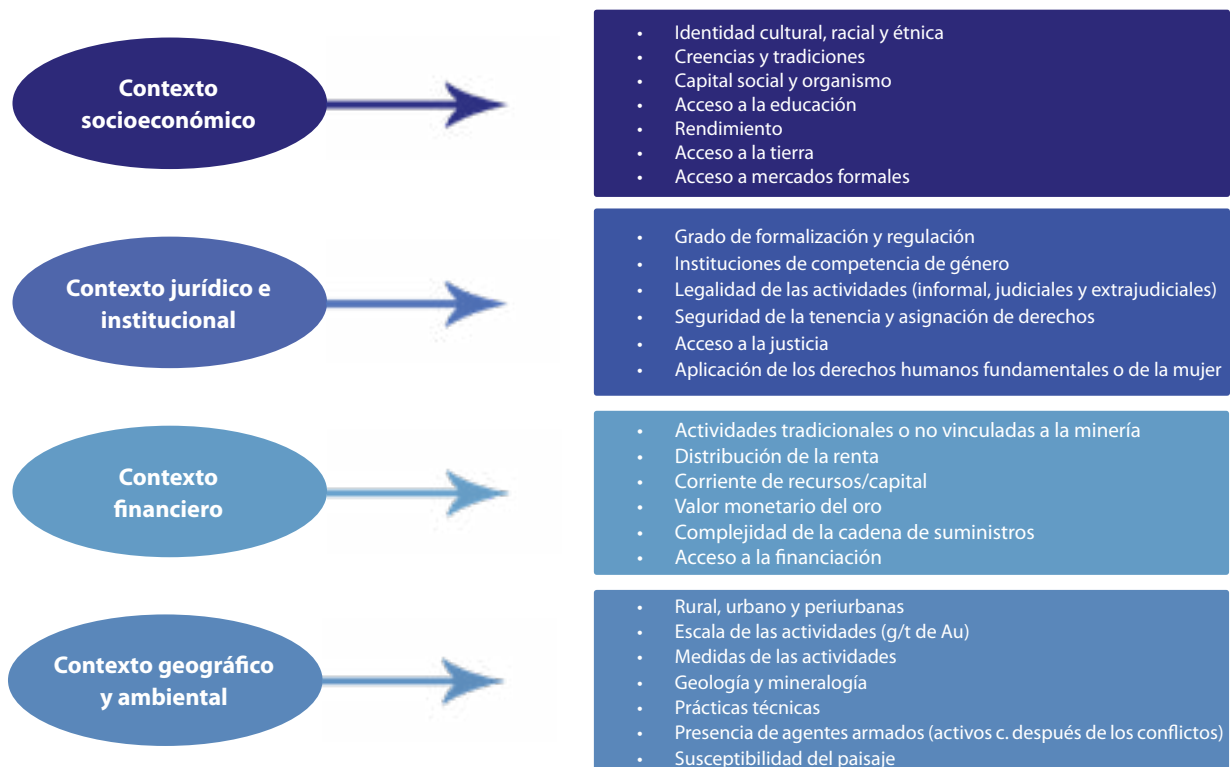 Contexto
socioeconómico
• Identidad cultural, racial y étnica
• Creencias y tradiciones
• Capital social y organismo
• Acceso a la educación
• Rendimiento
• Acceso a la tierra
• Acceso a mercados formales
Contexto jurídico e
institucional
• Grado de formalización y regulación
• Instituciones de competencia de género
• Legalidad de las actividades (informal, judiciales y extrajudiciales)
• Seguridad de la tenencia y asignación de derechos
• Acceso a la justicia
• Aplicación de los derechos humanos fundamentales o de la mujer
Contexto
financiero
• Actividades tradicionales o no vinculadas a la minería
• Distribución de la renta
• Corriente de recursos/capital
• Valor monetario del oro
• Complejidad de la cadena de suministros
• Acceso a la financiación
Contexto geográfico
y ambiental
• Rural, urbano y periurbanas
• Escala de las actividades (g/t de Au)
• Medidas de las actividades
• Geología y mineralogía
• Prácticas técnicas
• Presencia de agentes armados (activos c. después de los conflictos)
• Susceptibilidad del paisaje